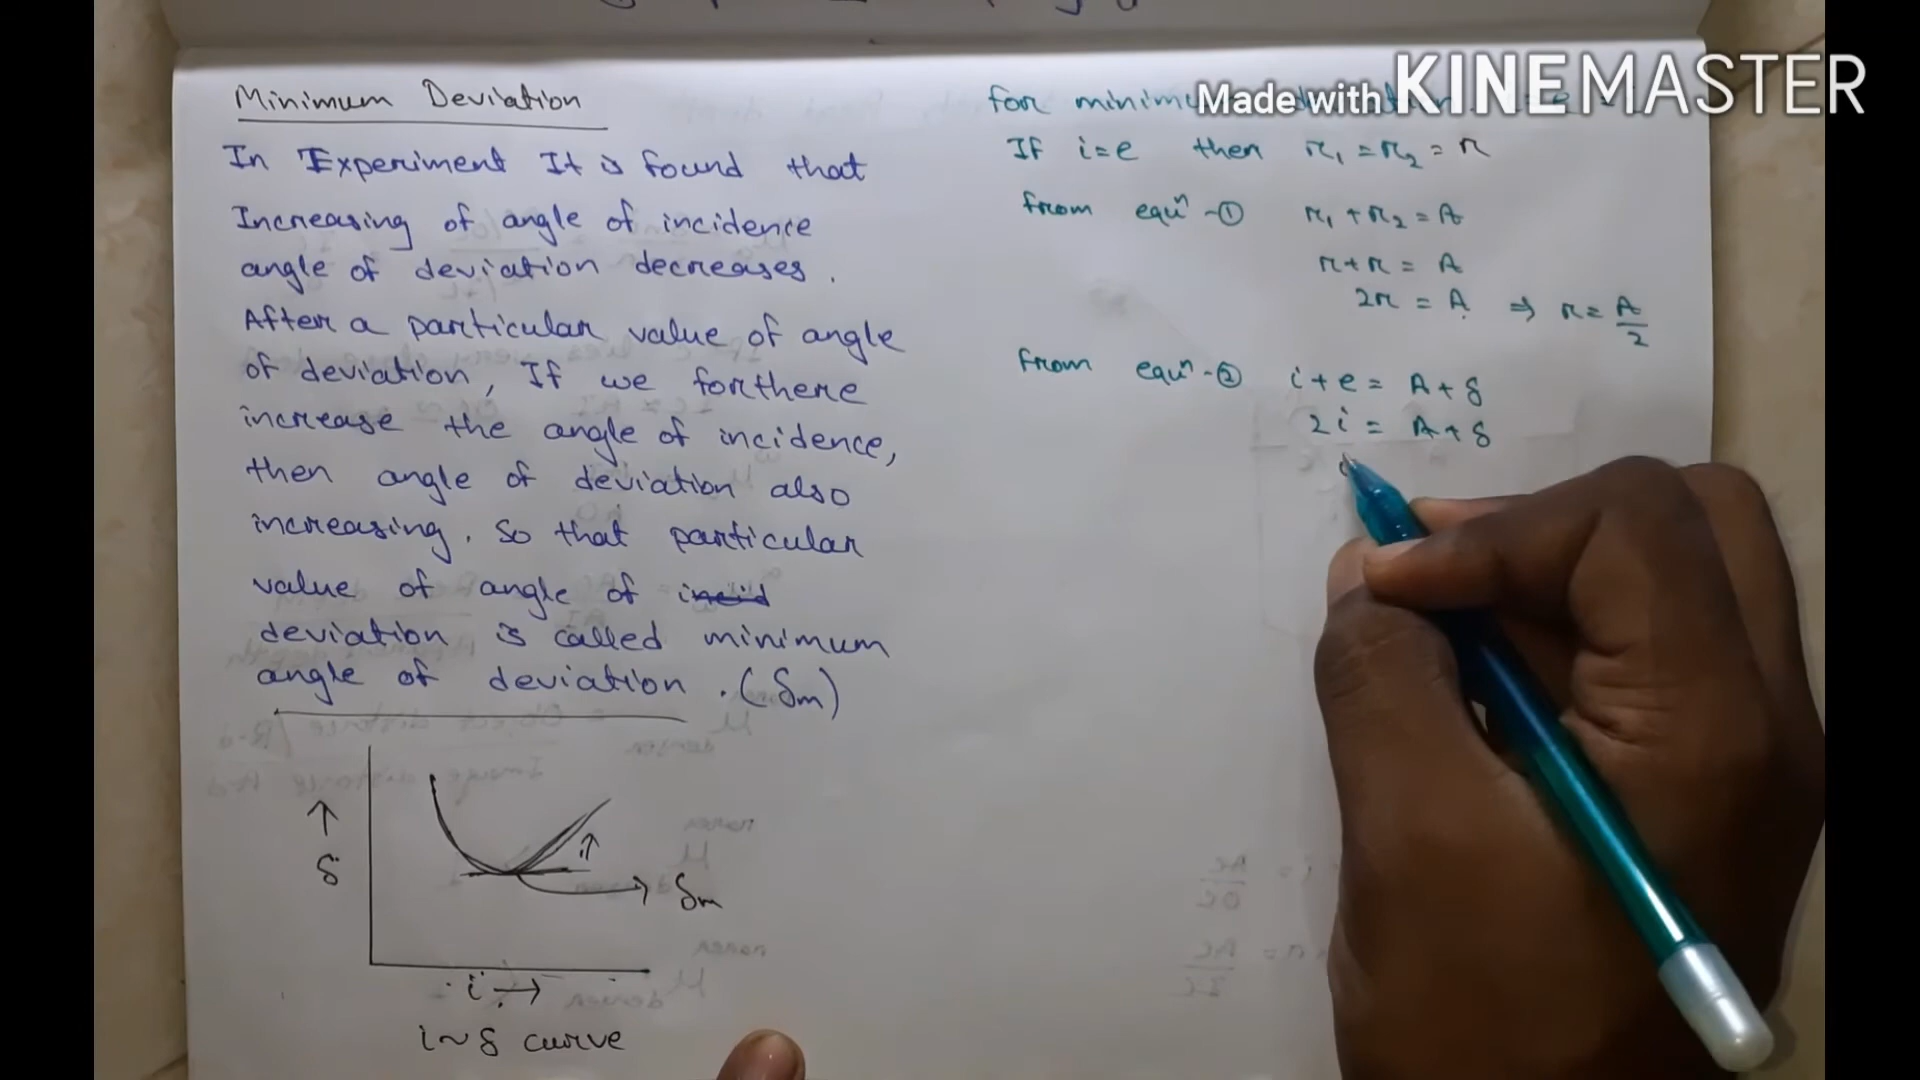 Minimum Deviation
In Experiment It is found that
Increasing of angle of incidence
angle of deviation decreases.
After a particular value of angle
of deviation, If we forthere
increase the angle of incidence,
then angle of deviation also
increasing. So that particular
value of angle of
deviation is called minimum
angle of deviation. (δm)
↑
δ
δm
i →
i ~ δ curve
Made with KINEMASTER
for
If i=e then r₁ = r₂ = r
from equⁿ - ① r₁ + r₂ = A
r + r = A
2r = A ⇒ r = A/2
from equⁿ - ② i + e = A + δ
2i = A + δ